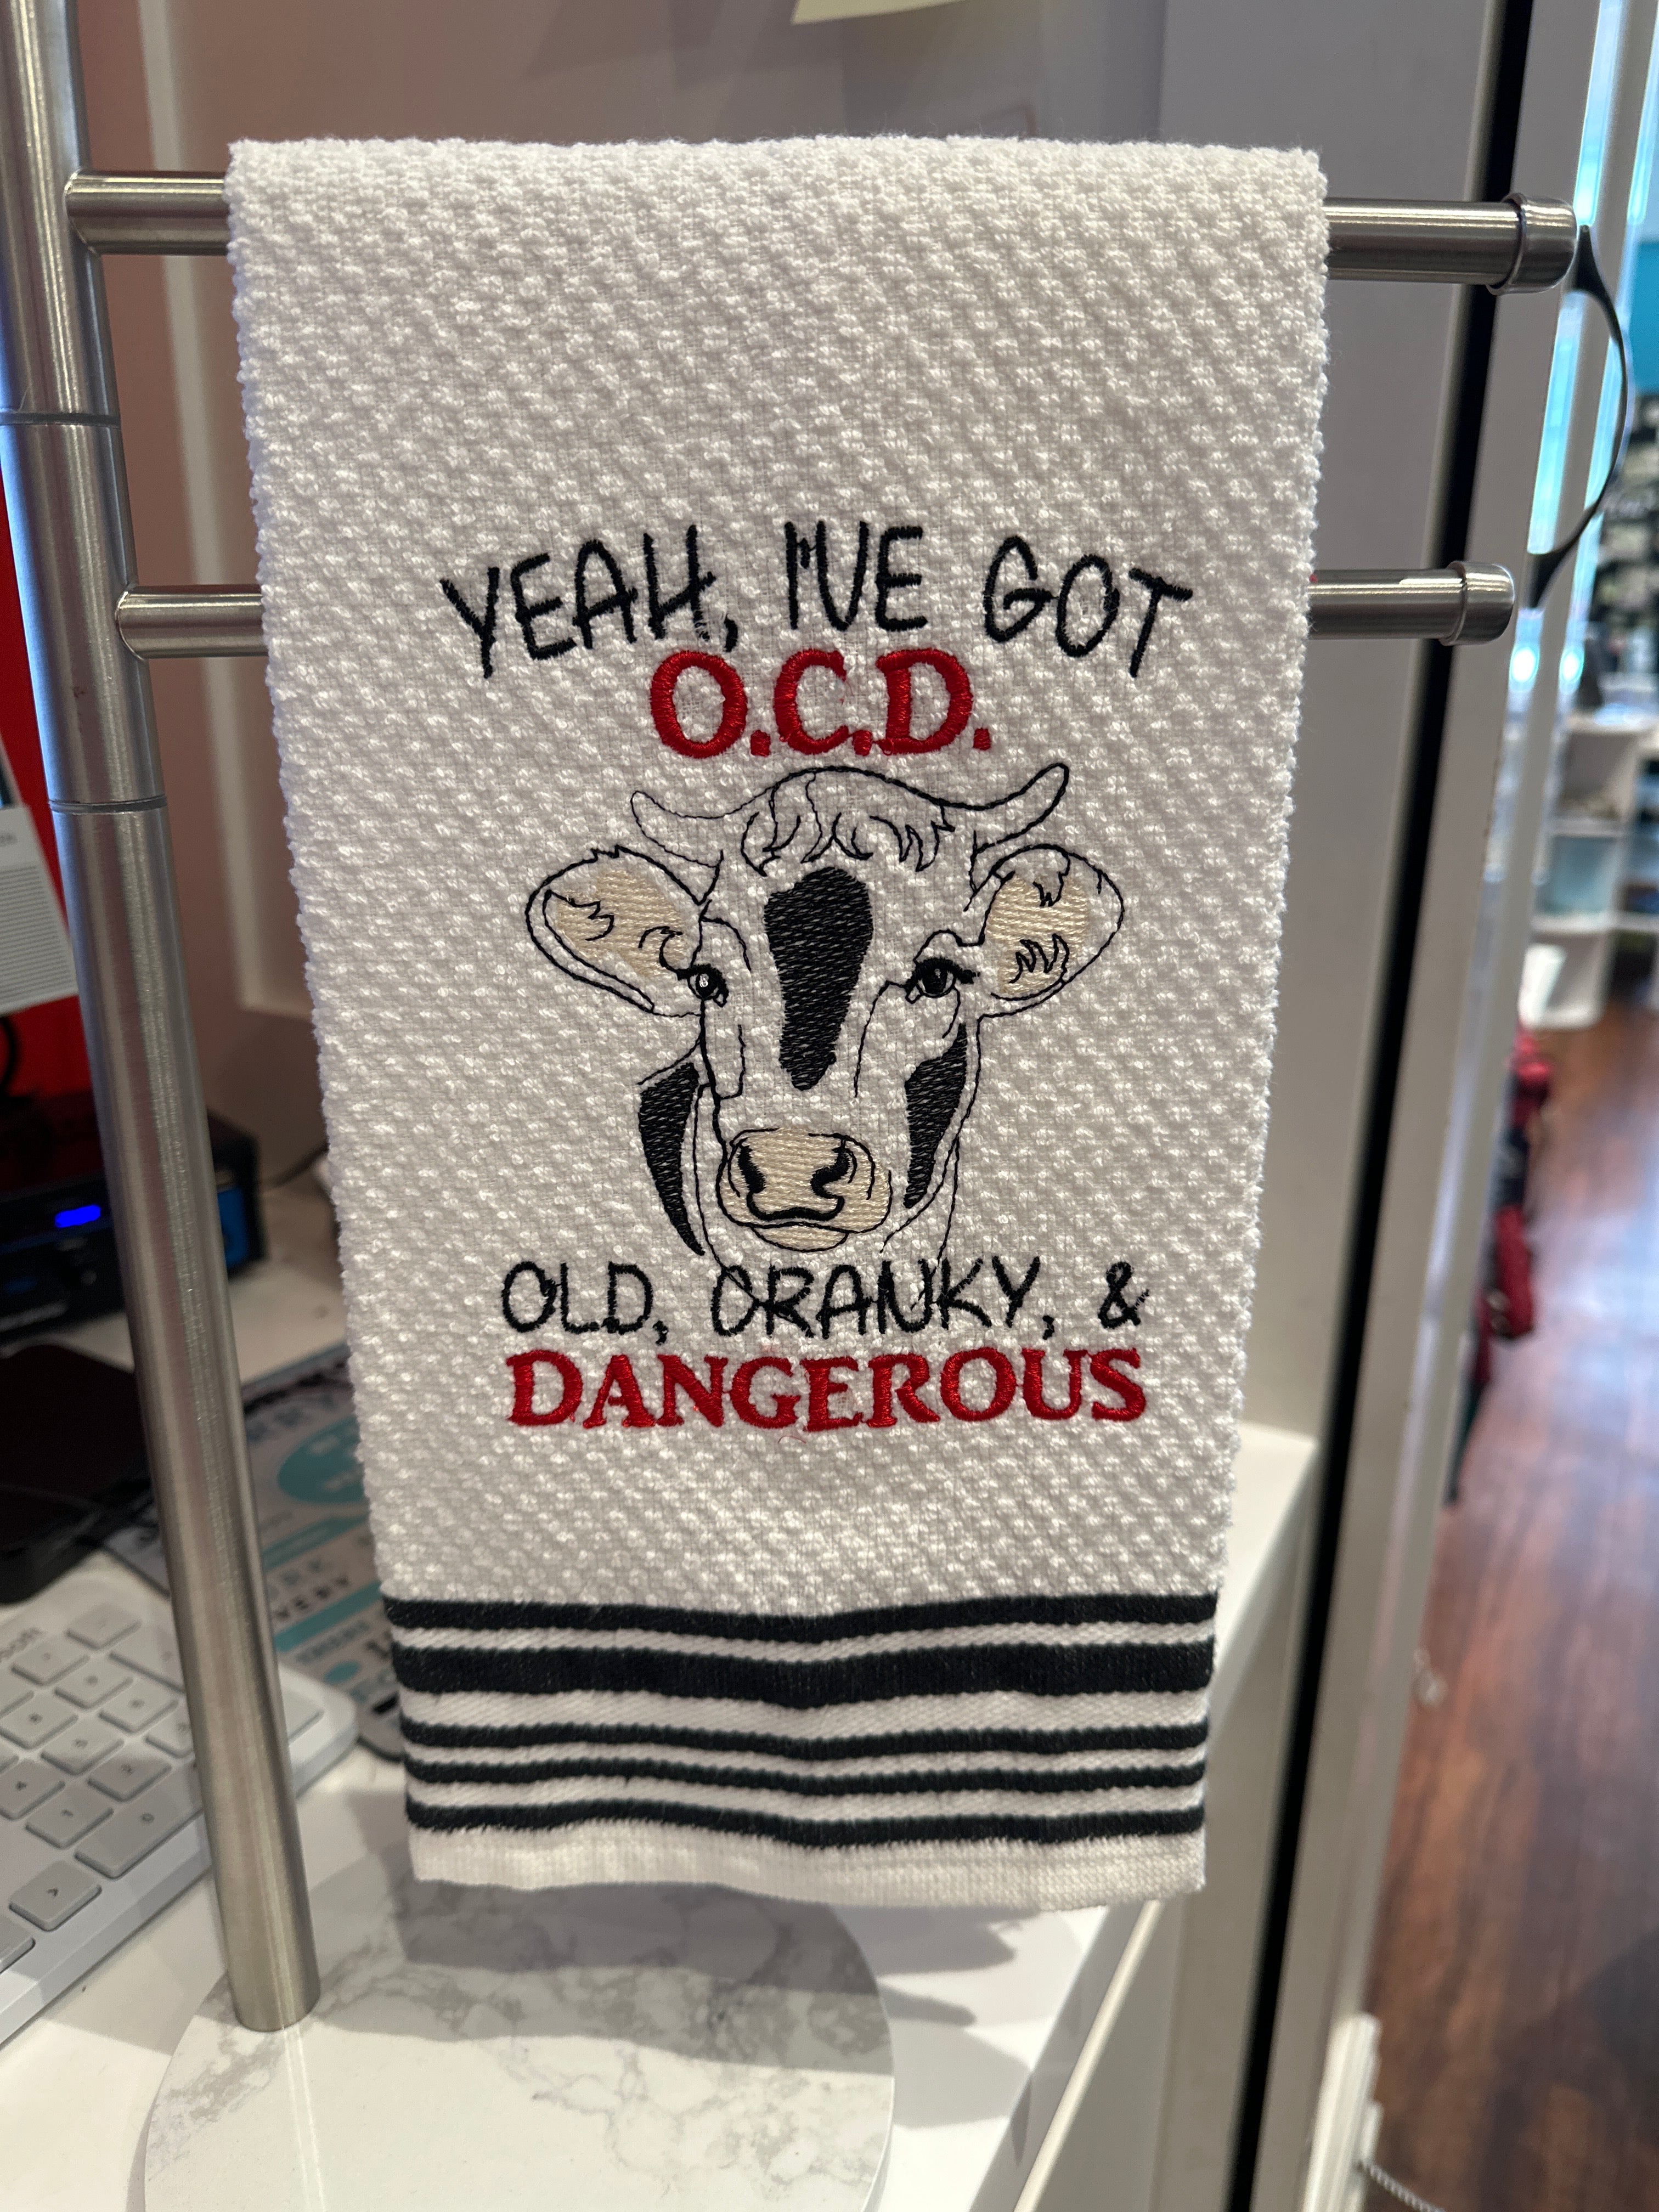 YEAH, I'VE GOT
O.C.D.
OLD, CRANKY, &
DANGEROUS